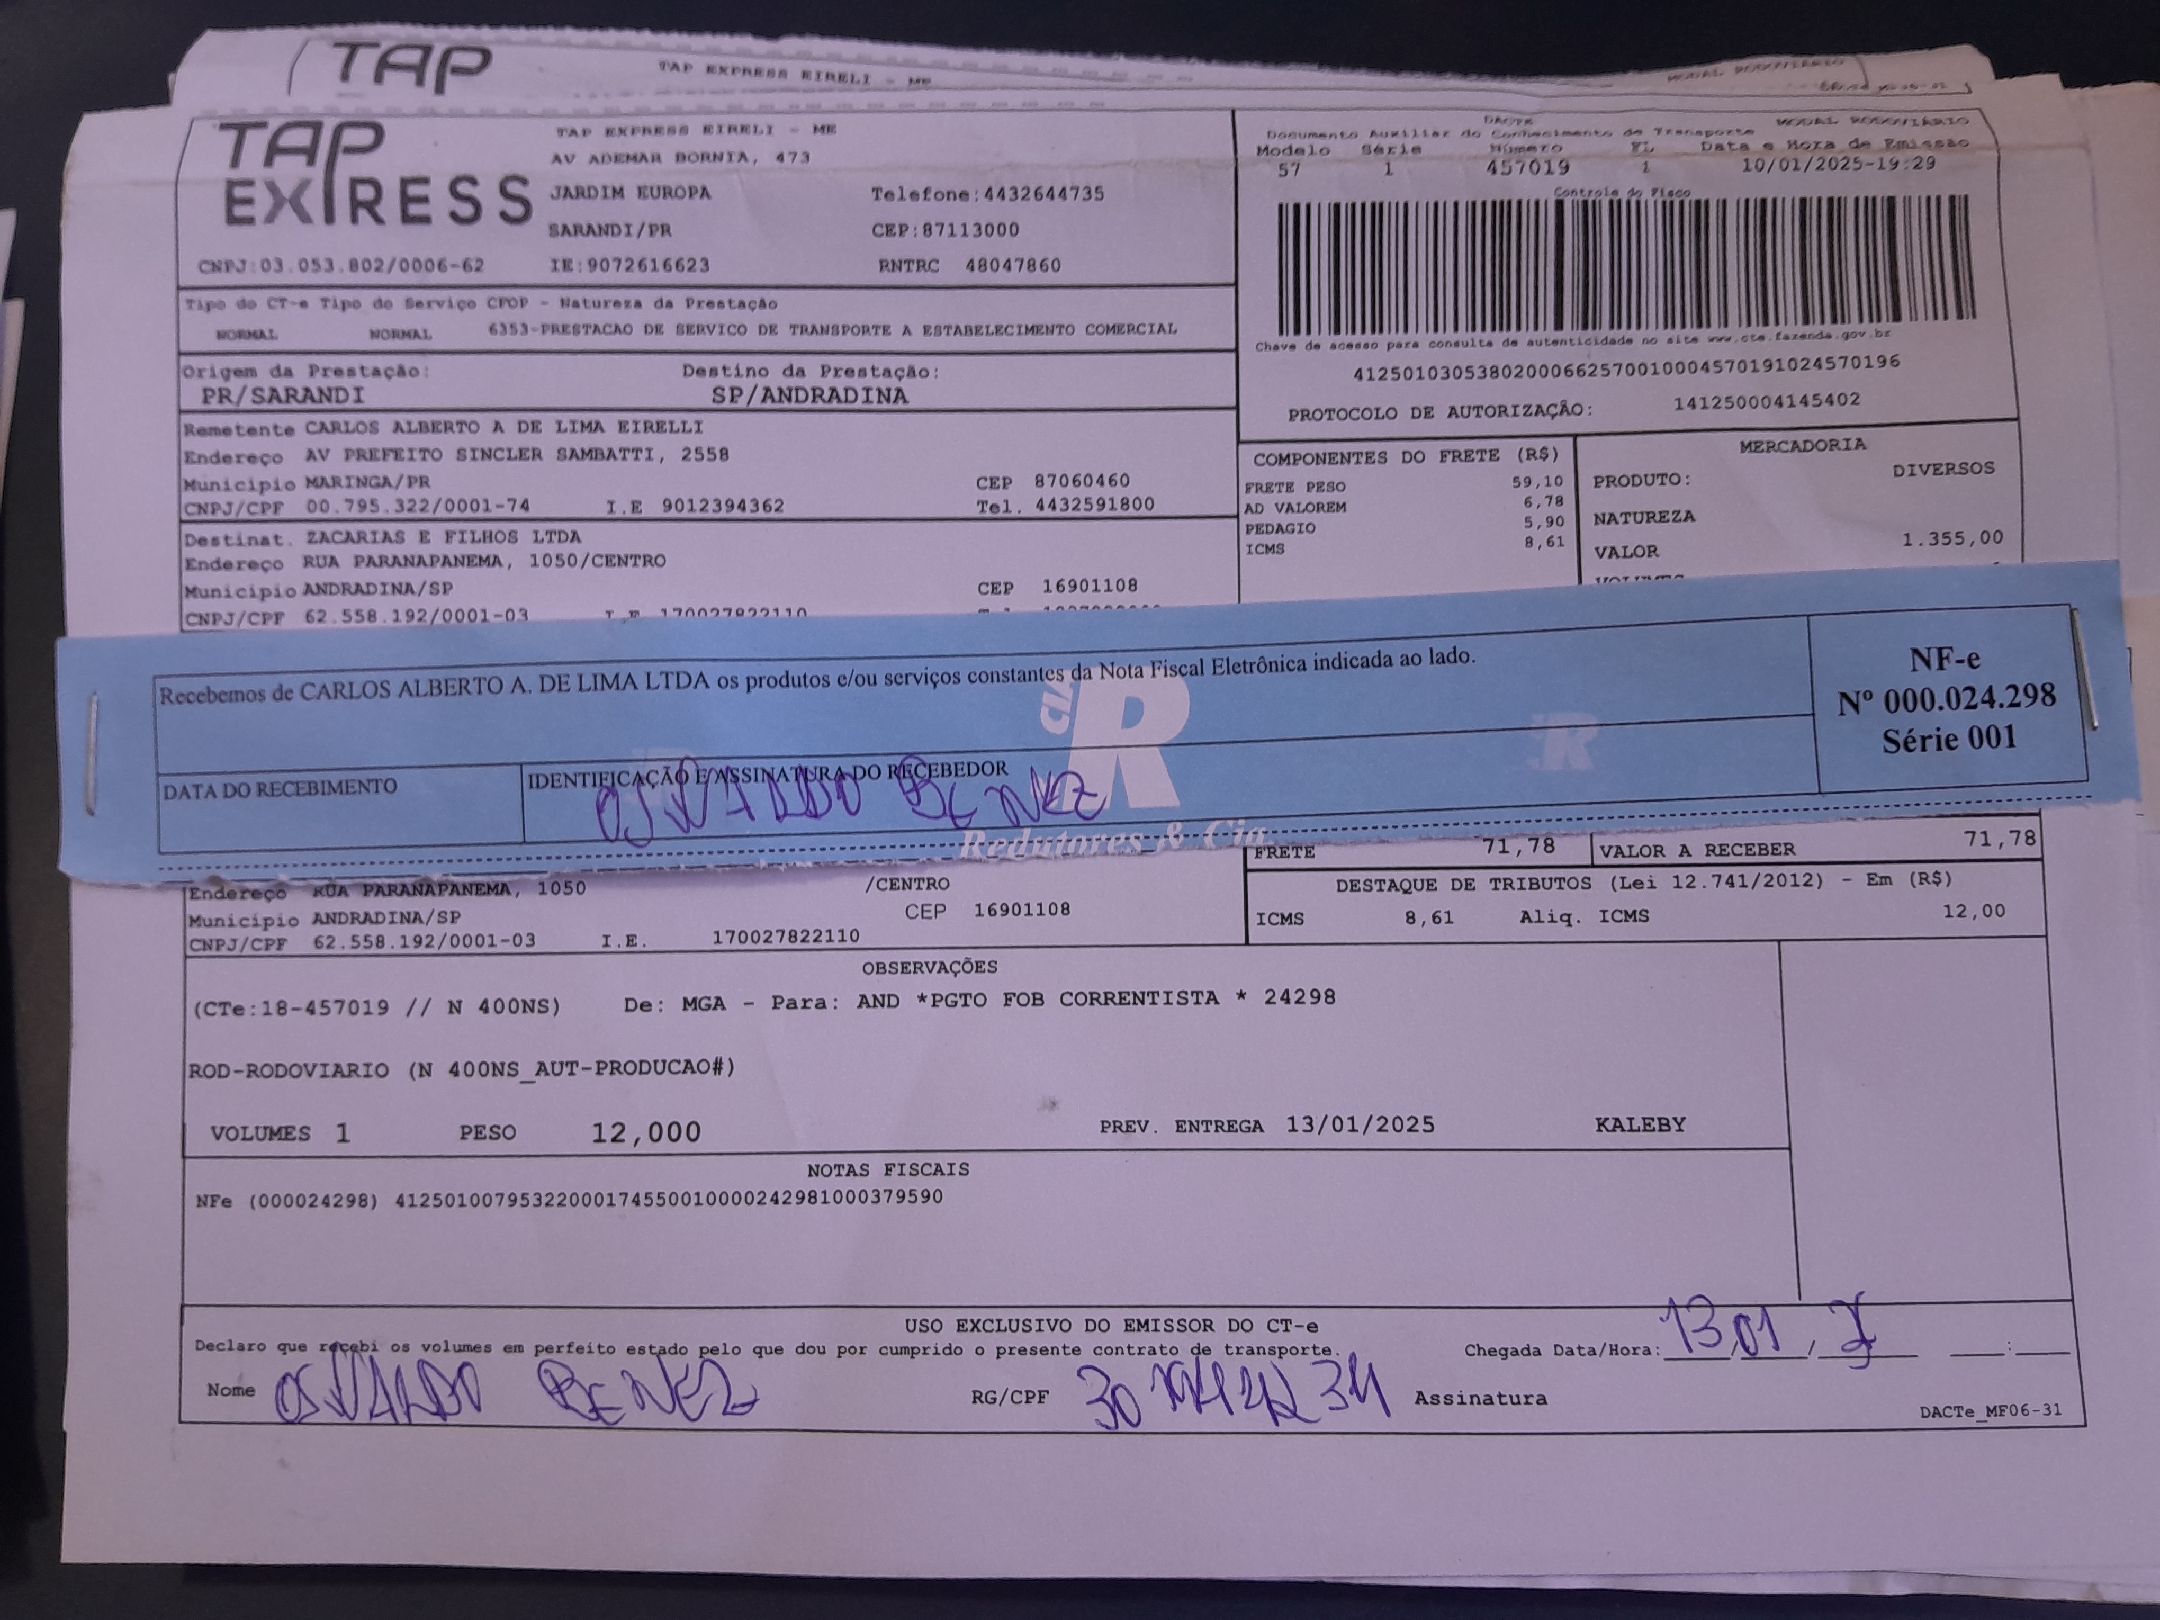 TAP
TAP EXPRESS EIRELI - ME
MODAL RODOVIÁRIO
TAP EXPRESS
TAP EXPRESS EIRELI - ME
AV ADEMAR BORNIA, 473
JARDIM EUROPA Telefone:4432644735
SARANDI/PR CEP:87113000
CNPJ:03.053.802/0006-62 IE:9072616623 RNTRC 48047860
DACTE
Documento Auxiliar do Conhecimento de Transporte MODAL RODOVIÁRIO
Modelo Série Número FL Data e Hora de Emissão
57 1 457019 1 10/01/2025-19:29
Controle do Fisco
Chave de acesso para consulta de autenticidade no site www.cte.fazenda.gov.br
41250103053802000662570010004570191024570196
PROTOCOLO DE AUTORIZAÇÃO: 141250004145402
Tipo do CT-e Tipo do Serviço CFOP - Natureza da Prestação
NORMAL NORMAL 6353-PRESTACAO DE SERVICO DE TRANSPORTE A ESTABELECIMENTO COMERCIAL
Origem da Prestação: Destino da Prestação:
PR/SARANDI SP/ANDRADINA
Remetente CARLOS ALBERTO A DE LIMA EIRELLI
Endereço AV PREFEITO SINCLER SAMBATTI, 2558
Município MARINGA/PR CEP 87060460
CNPJ/CPF 00.795.322/0001-74 I.E 9012394362 Tel. 4432591800
Destinat. ZACARIAS E FILHOS LTDA
Endereço RUA PARANAPANEMA, 1050/CENTRO
Município ANDRADINA/SP CEP 16901108
CNPJ/CPF 62.558.192/0001-03 I.E 170027822110
COMPONENTES DO FRETE (R$)
FRETE PESO 59,10
AD VALOREM 6,78
PEDAGIO 5,90
ICMS 8,61
MERCADORIA
PRODUTO: DIVERSOS
NATUREZA
VALOR 1.355,00
VOLUMES
Recebemos de CARLOS ALBERTO A. DE LIMA LTDA os produtos e/ou serviços constantes da Nota Fiscal Eletrônica indicada ao lado.
NF-e
Nº 000.024.298
Série 001
DATA DO RECEBIMENTO
IDENTIFICAÇÃO E ASSINATURA DO RECEBEDOR
OSVALDO BENEZ
R
Redutores & Cia
FRETE 71,78 VALOR A RECEBER 71,78
Endereço RUA PARANAPANEMA, 1050 /CENTRO
Município ANDRADINA/SP CEP 16901108
CNPJ/CPF 62.558.192/0001-03 I.E. 170027822110
DESTAQUE DE TRIBUTOS (Lei 12.741/2012) - Em (R$)
ICMS 8,61 Aliq. ICMS 12,00
OBSERVAÇÕES
(CTe:18-457019 // N 400NS) De: MGA - Para: AND *PGTO FOB CORRENTISTA * 24298
ROD-RODOVIARIO (N 400NS_AUT-PRODUCAO#)
VOLUMES 1 PESO 12,000 PREV. ENTREGA 13/01/2025 KALEBY
NOTAS FISCAIS
NFe (000024298) 41250100795322000174550010000242981000379590
USO EXCLUSIVO DO EMISSOR DO CT-e
Declaro que recebi os volumes em perfeito estado pelo que dou por cumprido o presente contrato de transporte.
Chegada Data/Hora: 13/01/
Nome OSVALDO BENEZ RG/CPF Assinatura
DACTe_MF06-31